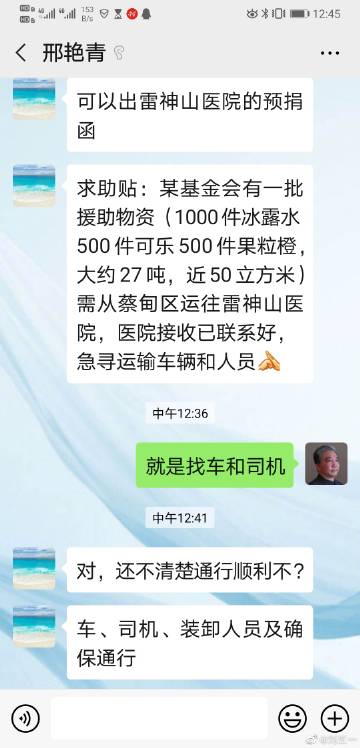 153
B/s
12:45
邢艳青
可以出雷神山医院的预捐
函
求助贴：某基金会有一批
援助物资（1000件冰露水
500件可乐500件果粒橙，
大约27吨，近50立方米）
需从蔡甸区运往雷神山医
院，医院接收已联系好，
急寻运输车辆和人员
中午12:36
就是找车和司机
中午12:41
对，还不清楚通行顺利不？
车、司机、装卸人员及确
保通行